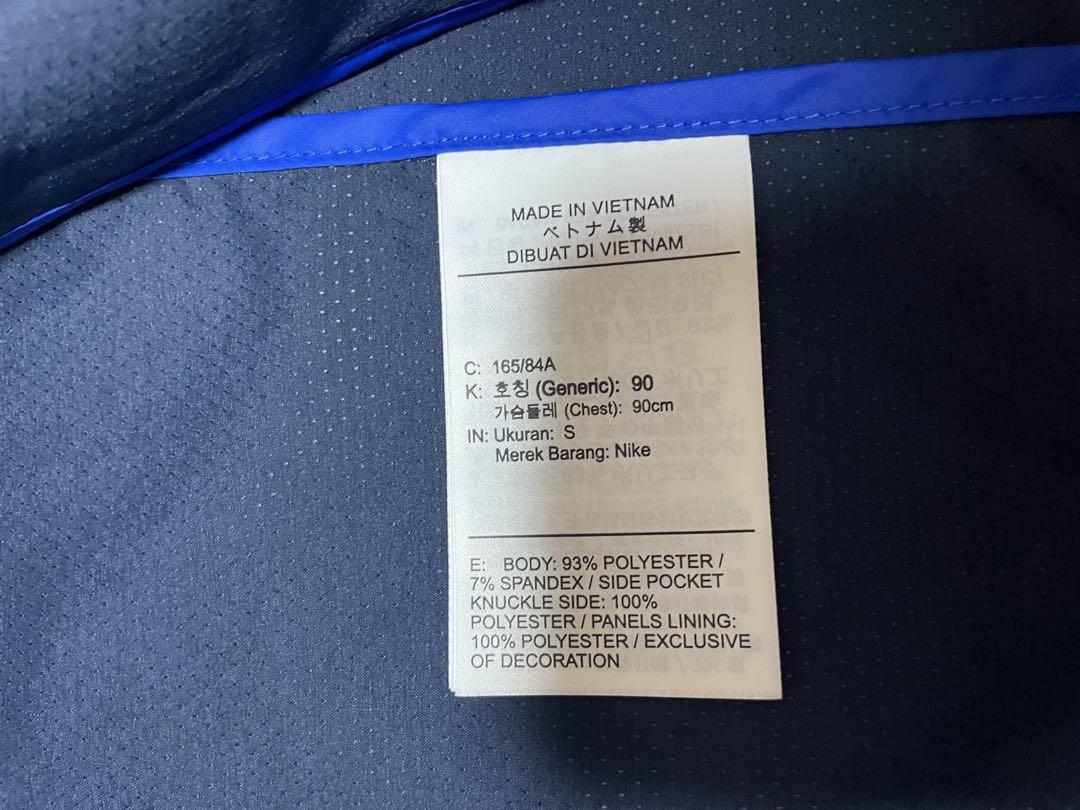 MADE IN VIETNAM
ベトナム製
DIBUAT DI VIETNAM
C: 165/84A
K: 호칭 (Generic): 90
가슴둘레 (Chest): 90cm
IN: Ukuran: S
Merek Barang: Nike
E: BODY: 93% POLYESTER /
7% SPANDEX / SIDE POCKET
KNUCKLE SIDE: 100%
POLYESTER / PANELS LINING:
100% POLYESTER / EXCLUSIVE
OF DECORATION